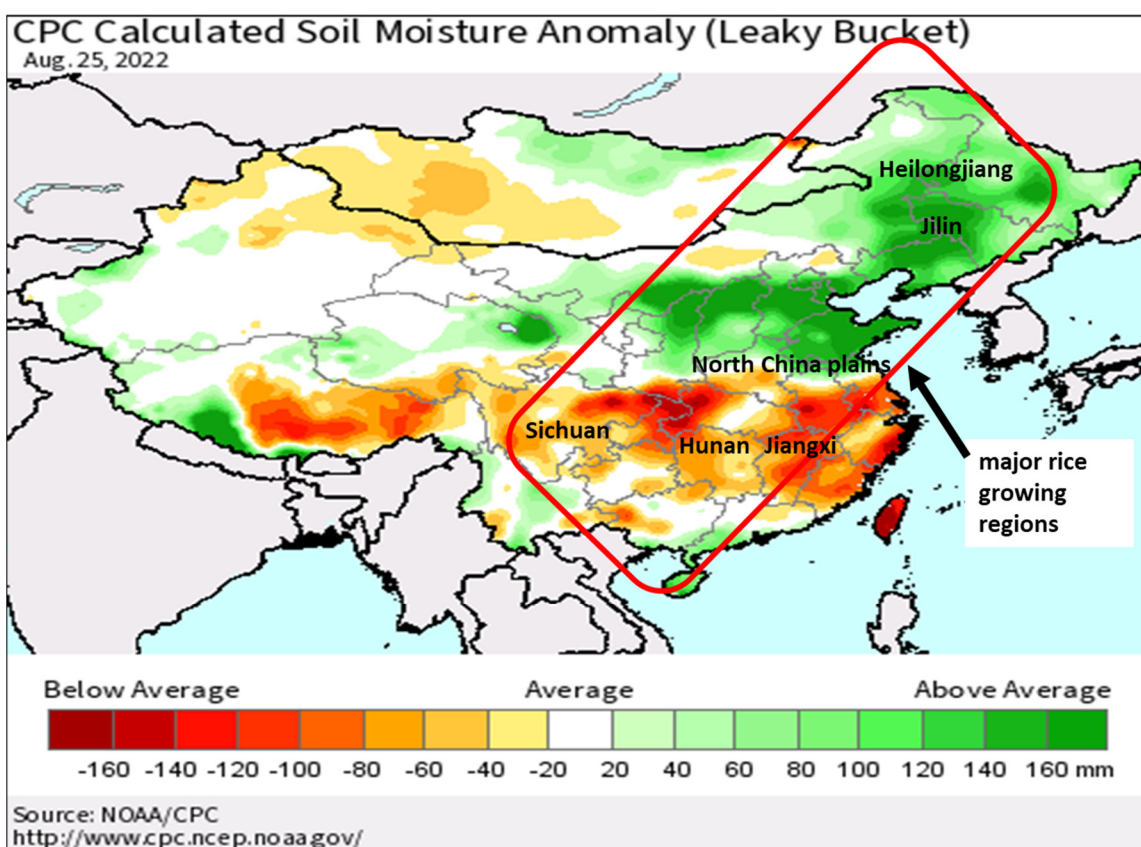 CPC Calculated Soil Moisture Anomaly (Leaky Bucket)
Aug. 25, 2022
Heilongjiang
Jilin
North China plains
Sichuan
Hunan
Jiangxi
major rice
growing
regions
Below Average
Average
Above Average
-160 -140 -120 -100 -80 -60 -40 -20 20 40 60 80 100 120 140 160 mm
Source: NOAA/CPC
http://www.cpc.ncep.noaa.gov/